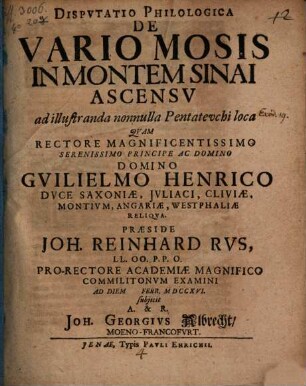 DISPVTATIO PHILOLOGICA
DE
VARIO MOSIS
IN MONTEM SINAI
ASCENSV
ad illustranda nonnulla Pentatevchi loca
QVAM
RECTORE MAGNIFICENTISSIMO
SERENISSIMO PRINCIPE AC DOMINO
DOMINO
GVILIELMO HENRICO
DVCE SAXONIÆ, JVLIACI, CLIVIÆ,
MONTIVM, ANGARIÆ, WESTPHALIÆ
RELIQVA.
PRÆSIDE
JOH. REINHARD RVS,
LL. OO. P. P. O.
PRO-RECTORE ACADEMIÆ MAGNIFICO
COMMILITONVM EXAMINI
AD DIEM FEBR. MDCCXVI.
subjicit
A. & R.
JOH. GEORGIVS Albrecht/
MOENO-FRANCOFVRT.
JENAE, Typis PAVLI EHRICHII.
4